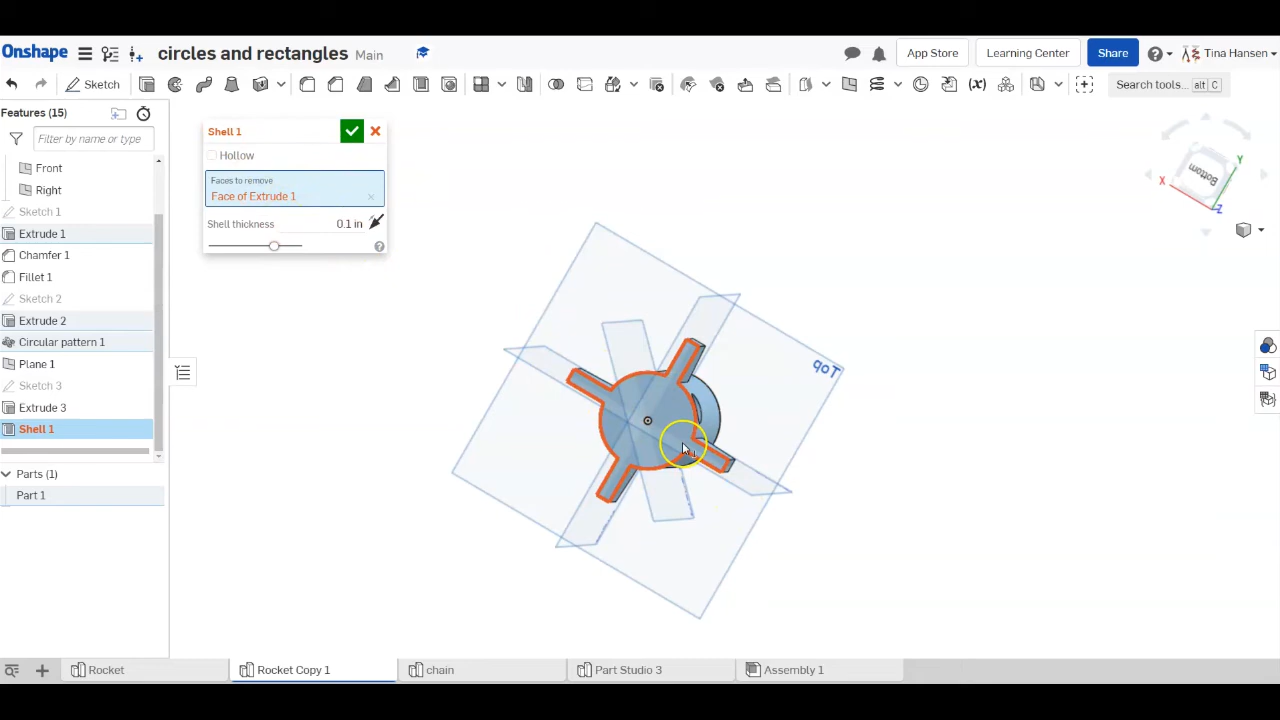 Onshape
circles and rectangles Main
App Store
Learning Center
Share
Tina Hansen
Sketch
Search tools...
alt C
Features (15)
Filter by name or type
Front
Right
Sketch 1
Extrude 1
Chamfer 1
Fillet 1
Sketch 2
Extrude 2
Circular pattern 1
Plane 1
Sketch 3
Extrude 3
Shell 1
Parts (1)
Part 1
Shell 1
Hollow
Faces to remove
Face of Extrude 1
Shell thickness 0.1 in
Top
Bottom
X
Y
Z
Rocket
Rocket Copy 1
chain
Part Studio 3
Assembly 1